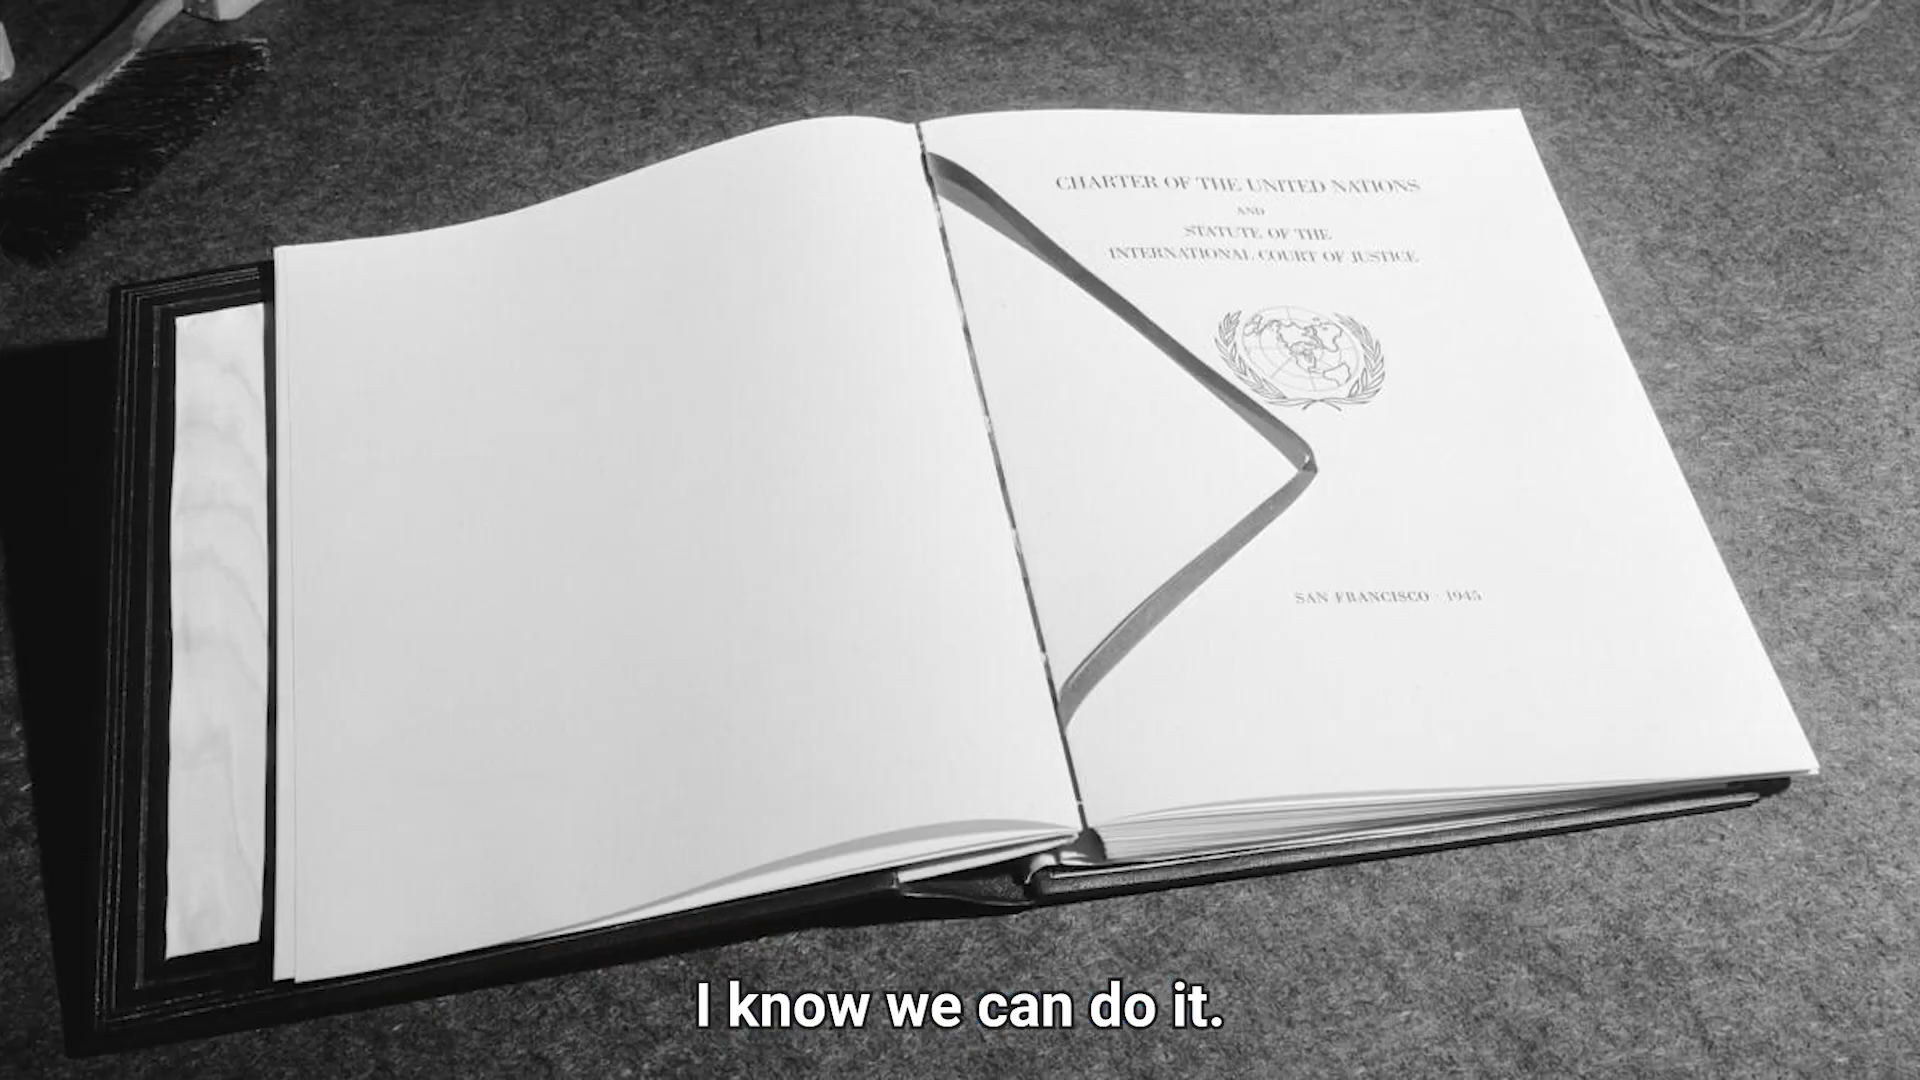 CHARTER OF THE UNITED NATIONS
AND
STATUTE OF THE
INTERNATIONAL COURT OF JUSTICE
SAN FRANCISCO · 1945
I know we can do it.